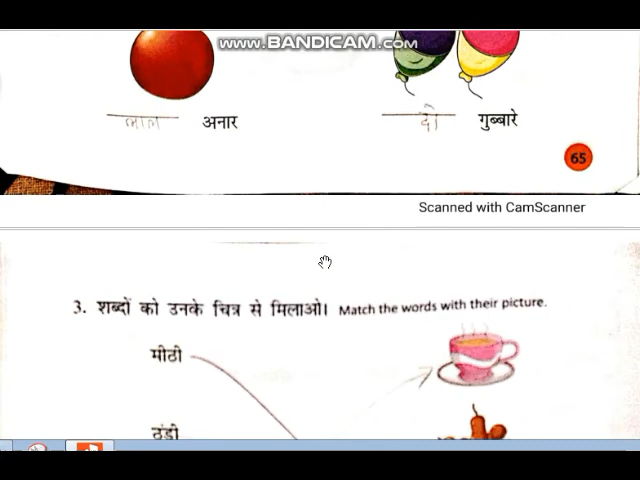 WWW.BANDICAM.COM
लाल अनार
दो गुब्बारे
65
Scanned with CamScanner
3. शब्दों को उनके चित्र से मिलाओ। Match the words with their picture.
मीठी
ठंडी